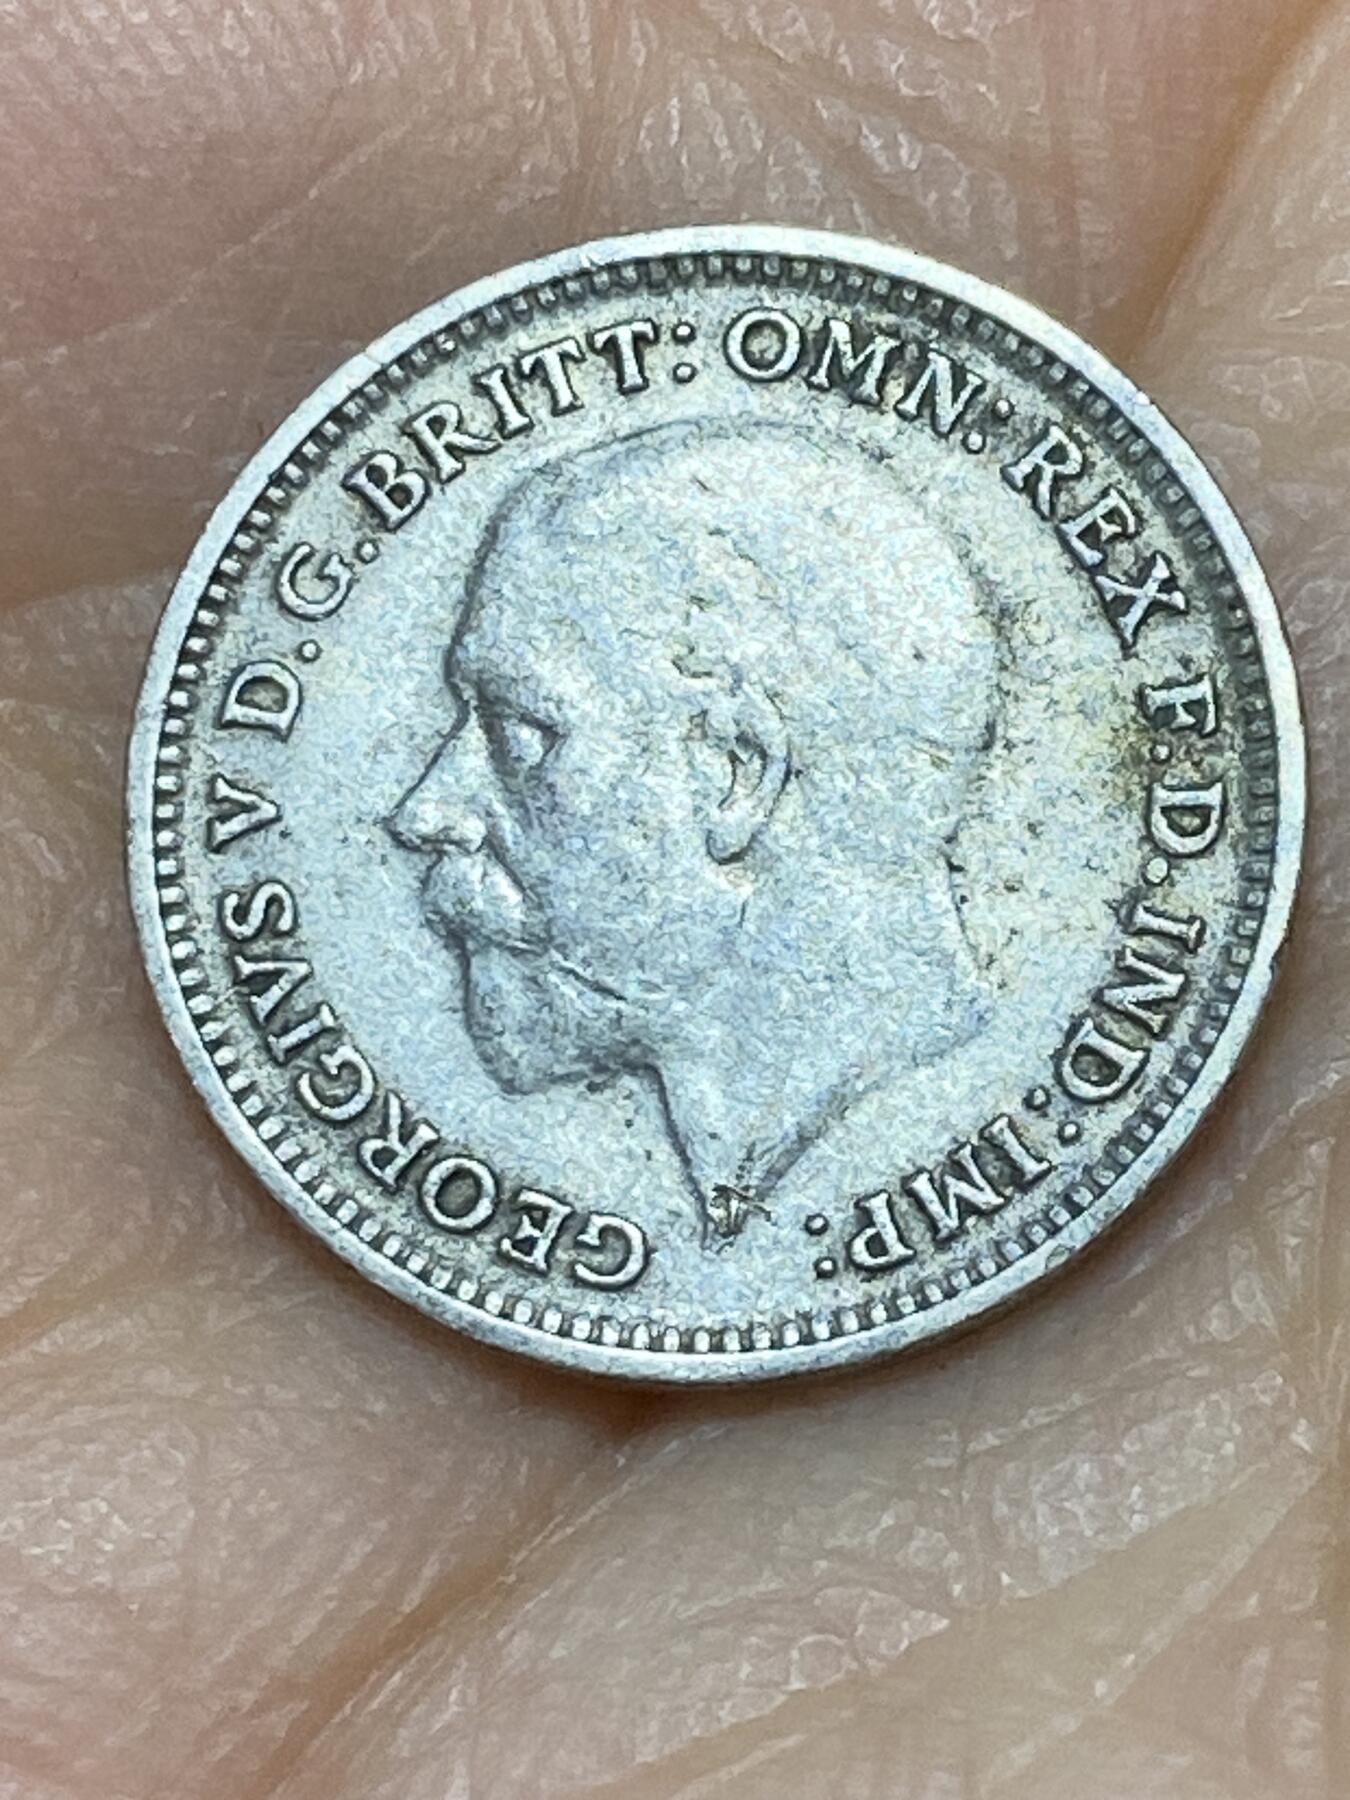 GEORGIVS V D.G.BRITT: OMN: REX F.D.IND:IMP: